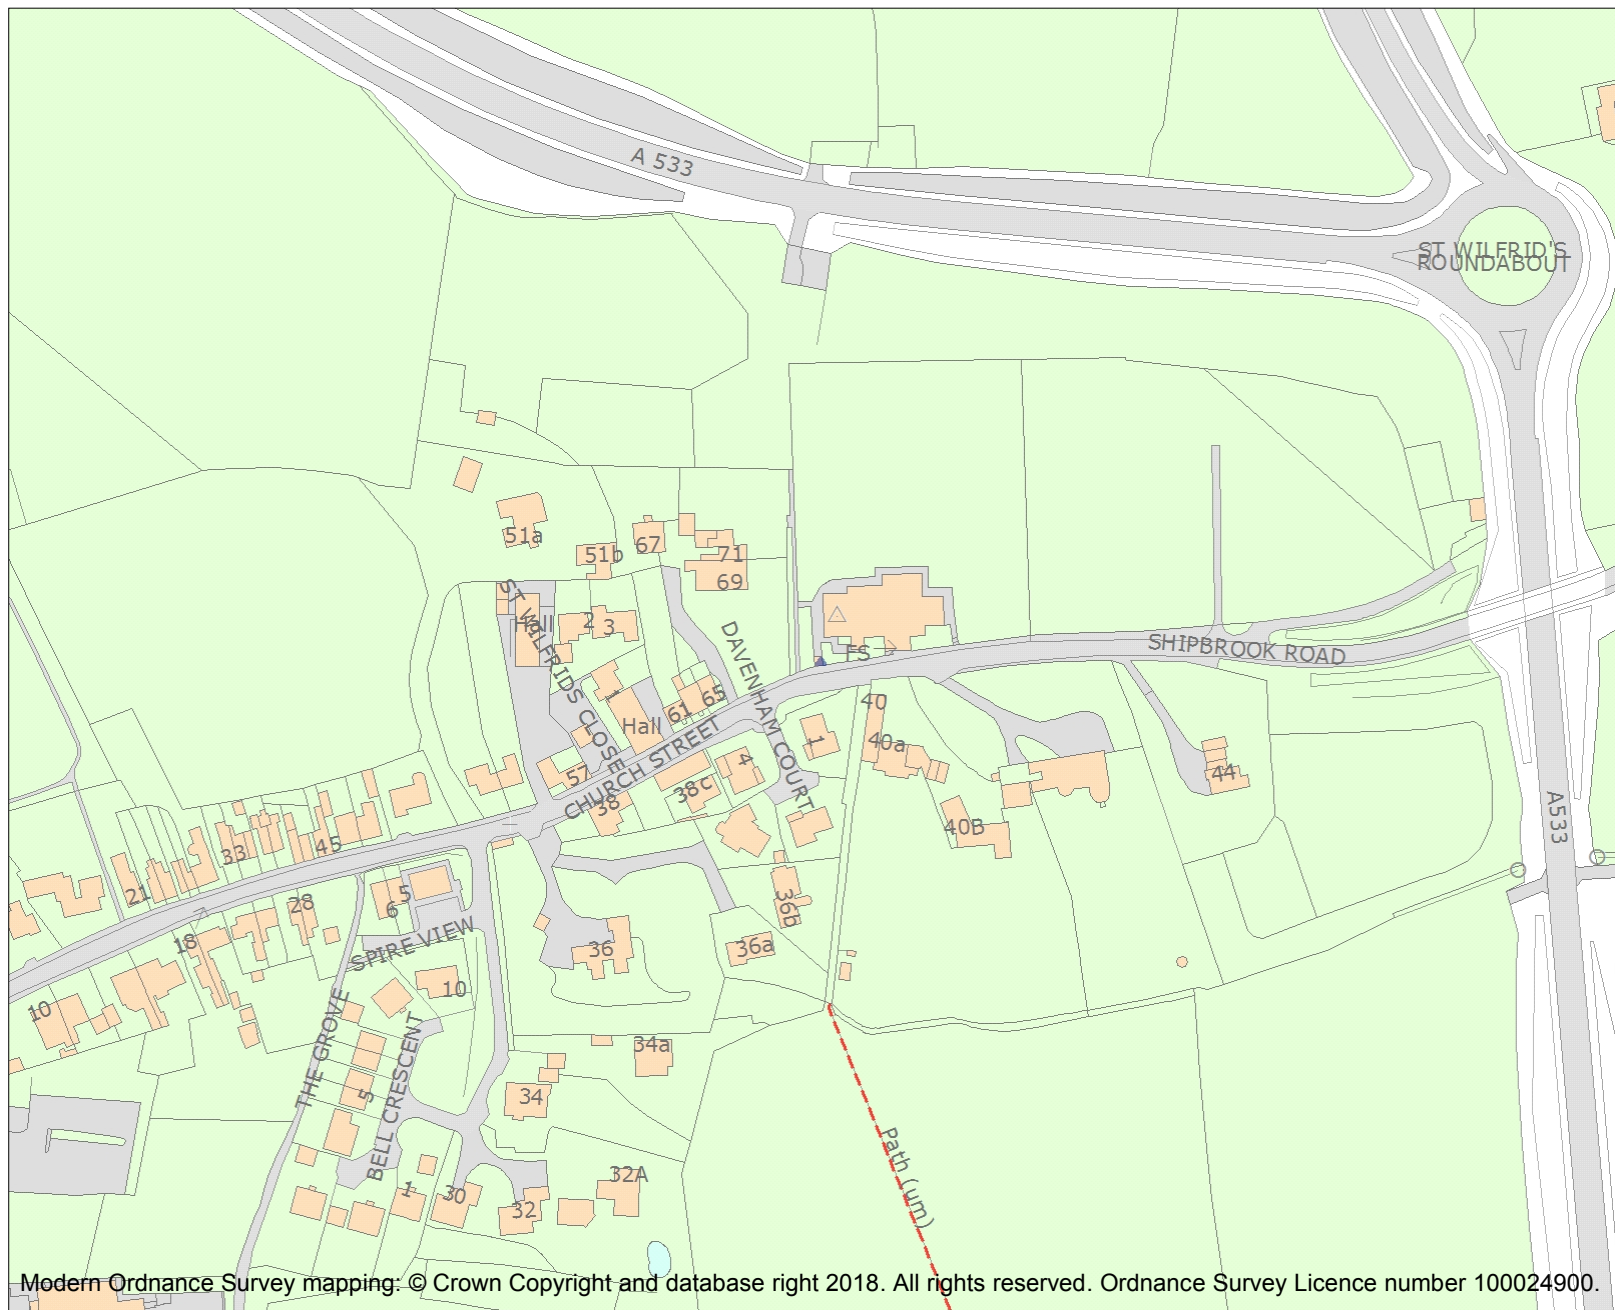 A 533
ST WILFRID'S
ROUNDABOUT
51a
51b
67
71
69
ST WILFRIDS CLOSE
Hall
2
3
DAVENHAM COURT
FS
SHIPBROOK ROAD
1
61
65
Hall
40
40a
1
4
57
CHURCH STREET
38
38c
44
A533
40B
45
33
21
5
6
28
18
36b
SPIRE VIEW
36
36a
10
10
THE GROVE
BELL CRESCENT
34a
5
34
Path (um)
32A
1
30
32
Modern Ordnance Survey mapping: © Crown Copyright and database right 2018. All rights reserved. Ordnance Survey Licence number 100024900.